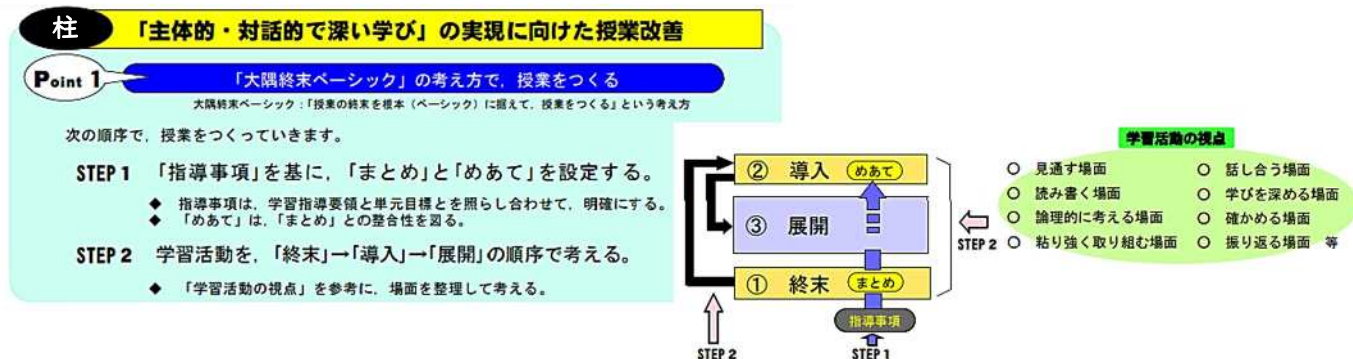 柱
「主体的・対話的で深い学び」の実現に向けた授業改善
Point 1
「大隅終末ベーシック」の考え方で，授業をつくる
大隅終末ベーシック：「授業の終末を根本（ベーシック）に据えて，授業をつくる」という考え方
次の順序で，授業をつくっていきます。
STEP 1 「指導事項」を基に，「まとめ」と「めあて」を設定する。
◆ 指導事項は，学習指導要領と単元目標とを照らし合わせて，明確にする。
◆ 「めあて」は，「まとめ」との整合性を図る。
STEP 2 学習活動を，「終末」→「導入」→「展開」の順序で考える。
◆ 「学習活動の視点」を参考に，場面を整理して考える。
② 導入 めあて
③ 展開
① 終末 まとめ
指導事項
STEP 2
STEP 1
STEP 2
学習活動の視点
○ 見通す場面
○ 読み書く場面
○ 論理的に考える場面
○ 粘り強く取り組む場面
○ 話し合う場面
○ 学びを深める場面
○ 確かめる場面
○ 振り返る場面 等